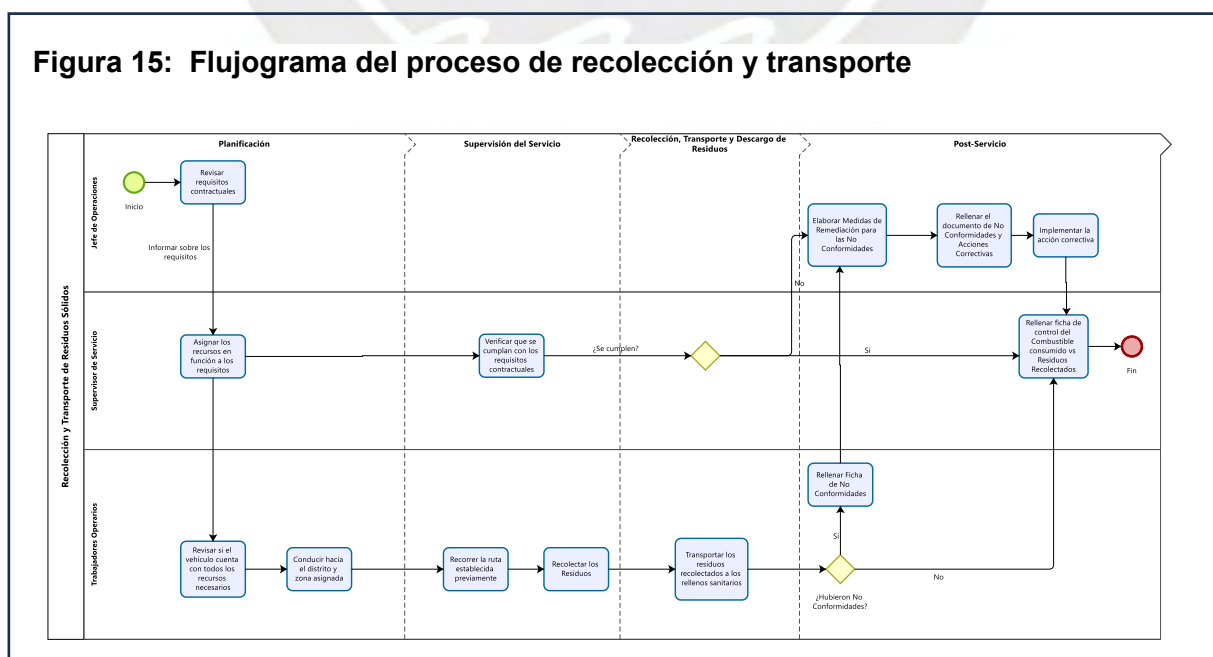 Figura 15: Flujograma del proceso de recolección y transporte
Planificación
Supervisión del Servicio
Recolección, Transporte y Descargo de
Residuos
Post-Servicio
Recolección y Transporte de Residuos Sólidos
Jefe de Operaciones
Inicio
Revisar
requisitos
contractuales
Informar sobre los
requisitos
Elaborar Medidas de
Remediación para
las No
Conformidades
Rellenar el
documento de No
Conformidades y
Acciones
Correctivas
Implementar la
acción correctiva
No
Supervisor de Servicio
Asignar los
recursos en
función a los
requisitos
Verificar que se
cumplan con los
requisitos
contractuales
¿Se cumplen?
Si
Rellenar ficha de
control del
Combustible
consumido vs
Residuos
Recolectados
Fin
Trabajadores Operarios
Revisar si el
vehículo cuenta
con todos los
recursos
necesarios
Conducir hacia
el distrito y
zona asignada
Recorrer la ruta
establecida
previamente
Recolectar los
Residuos
Transportar los
residuos
recolectados a los
rellenos sanitarios
Rellenar Ficha
de No
Conformidades
Si
¿Hubieron No
Conformidades?
No